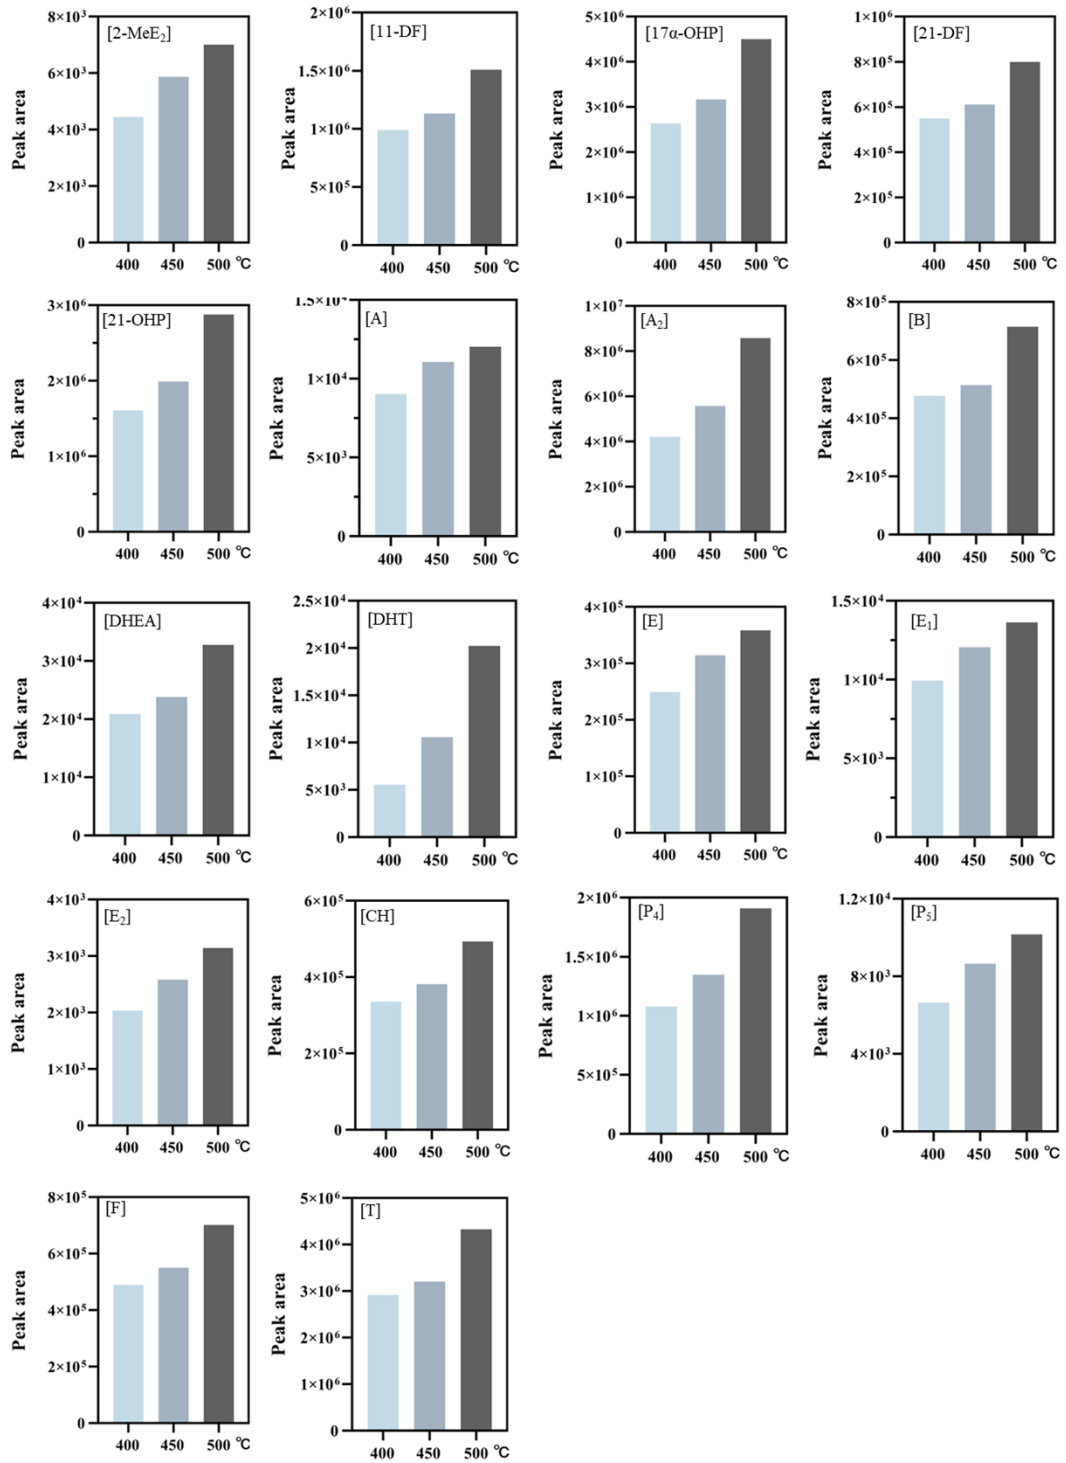 [2-MeE₂]
Peak area
8×10³
6×10³
4×10³
2×10³
0
400 450 500 ℃
[11-DF]
Peak area
2×10⁶
1.5×10⁶
1×10⁶
5×10⁵
0
400 450 500 ℃
[17α-OHP]
Peak area
5×10⁶
4×10⁶
3×10⁶
2×10⁶
1×10⁶
0
400 450 500 ℃
[21-DF]
Peak area
1×10⁶
8×10⁵
6×10⁵
4×10⁵
2×10⁵
0
400 450 500 ℃
[21-OHP]
Peak area
3×10⁶
2×10⁶
1×10⁶
0
400 450 500 ℃
[A]
Peak area
1.5×10⁴
1×10⁴
5×10³
0
400 450 500 ℃
[A₂]
Peak area
1×10⁷
8×10⁶
6×10⁶
4×10⁶
2×10⁶
0
400 450 500 ℃
[B]
Peak area
8×10⁵
6×10⁵
4×10⁵
2×10⁵
0
400 450 500 ℃
[DHEA]
Peak area
4×10⁴
3×10⁴
2×10⁴
1×10⁴
0
400 450 500 ℃
[DHT]
Peak area
2.5×10⁴
2×10⁴
1.5×10⁴
1×10⁴
5×10³
0
400 450 500 ℃
[E]
Peak area
4×10⁵
3×10⁵
2×10⁵
1×10⁵
0
400 450 500 ℃
[E₁]
Peak area
1.5×10⁴
1×10⁴
5×10³
0
400 450 500 ℃
[E₂]
Peak area
4×10³
3×10³
2×10³
1×10³
0
400 450 500 ℃
[CH]
Peak area
6×10⁵
4×10⁵
2×10⁵
0
400 450 500 ℃
[P₄]
Peak area
2×10⁶
1.5×10⁶
1×10⁶
5×10⁵
0
400 450 500 ℃
[P₅]
Peak area
1.2×10⁴
8×10³
4×10³
0
400 450 500 ℃
[F]
Peak area
8×10⁵
6×10⁵
4×10⁵
2×10⁵
0
400 450 500 ℃
[T]
Peak area
5×10⁶
4×10⁶
3×10⁶
2×10⁶
1×10⁶
0
400 450 500 ℃